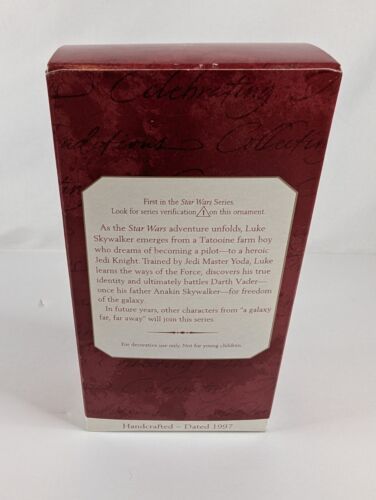 Celebrating
Traditions Collecting
First in the Star Wars Series.
Look for series verification on this ornament.
As the Star Wars adventure unfolds, Luke
Skywalker emerges from a Tatooine farm boy
who dreams of becoming a pilot—to a heroic
Jedi Knight. Trained by Jedi Master Yoda, Luke
learns the ways of the Force, discovers his true
identity and ultimately battles Darth Vader—
once his father Anakin Skywalker—for freedom
of the galaxy.
In future years, other characters from “a galaxy
far, far away” will join this series.
For decorative use only. Not for young children.
Handcrafted – Dated 1997